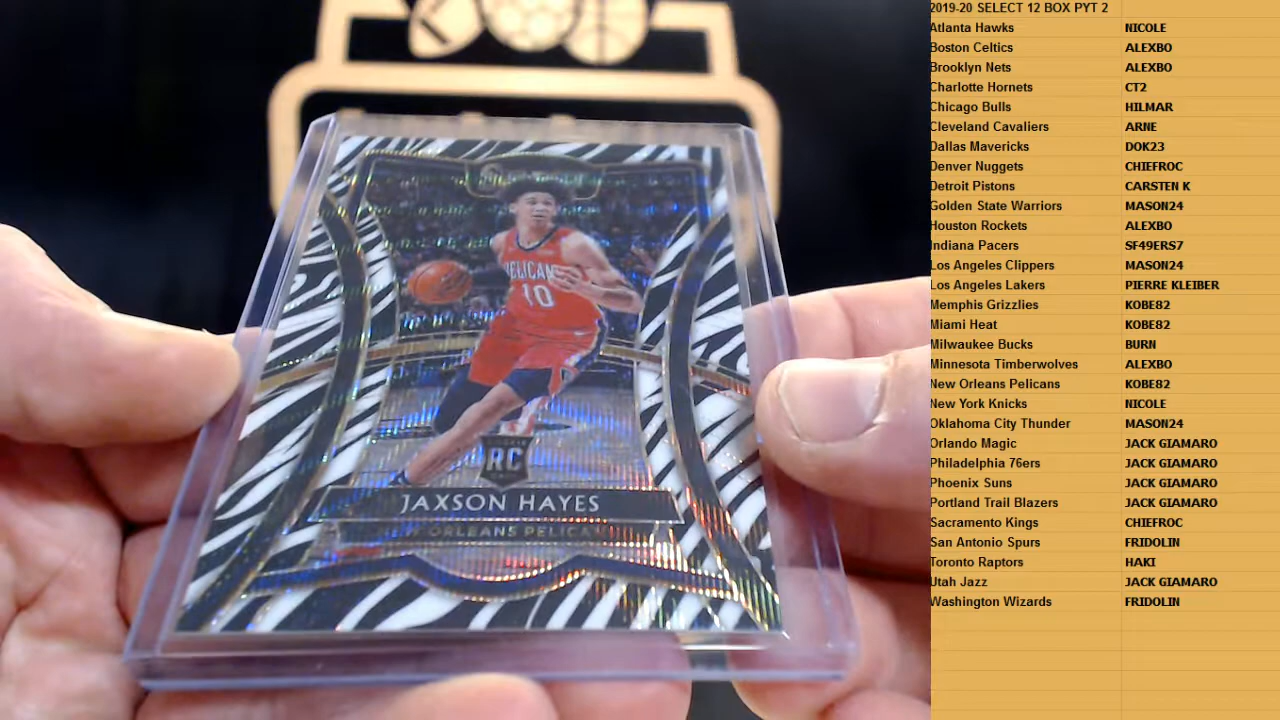 PELICANS
10
ROOKIE
RC
JAXSON HAYES
ORLEANS PELICA
2019-20 SELECT 12 BOX PYT 2
Atlanta Hawks NICOLE
Boston Celtics ALEXBO
Brooklyn Nets ALEXBO
Charlotte Hornets CT2
Chicago Bulls HILMAR
Cleveland Cavaliers ARNE
Dallas Mavericks DOK23
Denver Nuggets CHIEFROC
Detroit Pistons CARSTEN K
Golden State Warriors MASON24
Houston Rockets ALEXBO
Indiana Pacers SF49ERS7
Los Angeles Clippers MASON24
Los Angeles Lakers PIERRE KLEIBER
Memphis Grizzlies KOBE82
Miami Heat KOBE82
Milwaukee Bucks BURN
Minnesota Timberwolves ALEXBO
New Orleans Pelicans KOBE82
New York Knicks NICOLE
Oklahoma City Thunder MASON24
Orlando Magic JACK GIAMARO
Philadelphia 76ers JACK GIAMARO
Phoenix Suns JACK GIAMARO
Portland Trail Blazers JACK GIAMARO
Sacramento Kings CHIEFROC
San Antonio Spurs FRIDOLIN
Toronto Raptors HAKI
Utah Jazz JACK GIAMARO
Washington Wizards FRIDOLIN